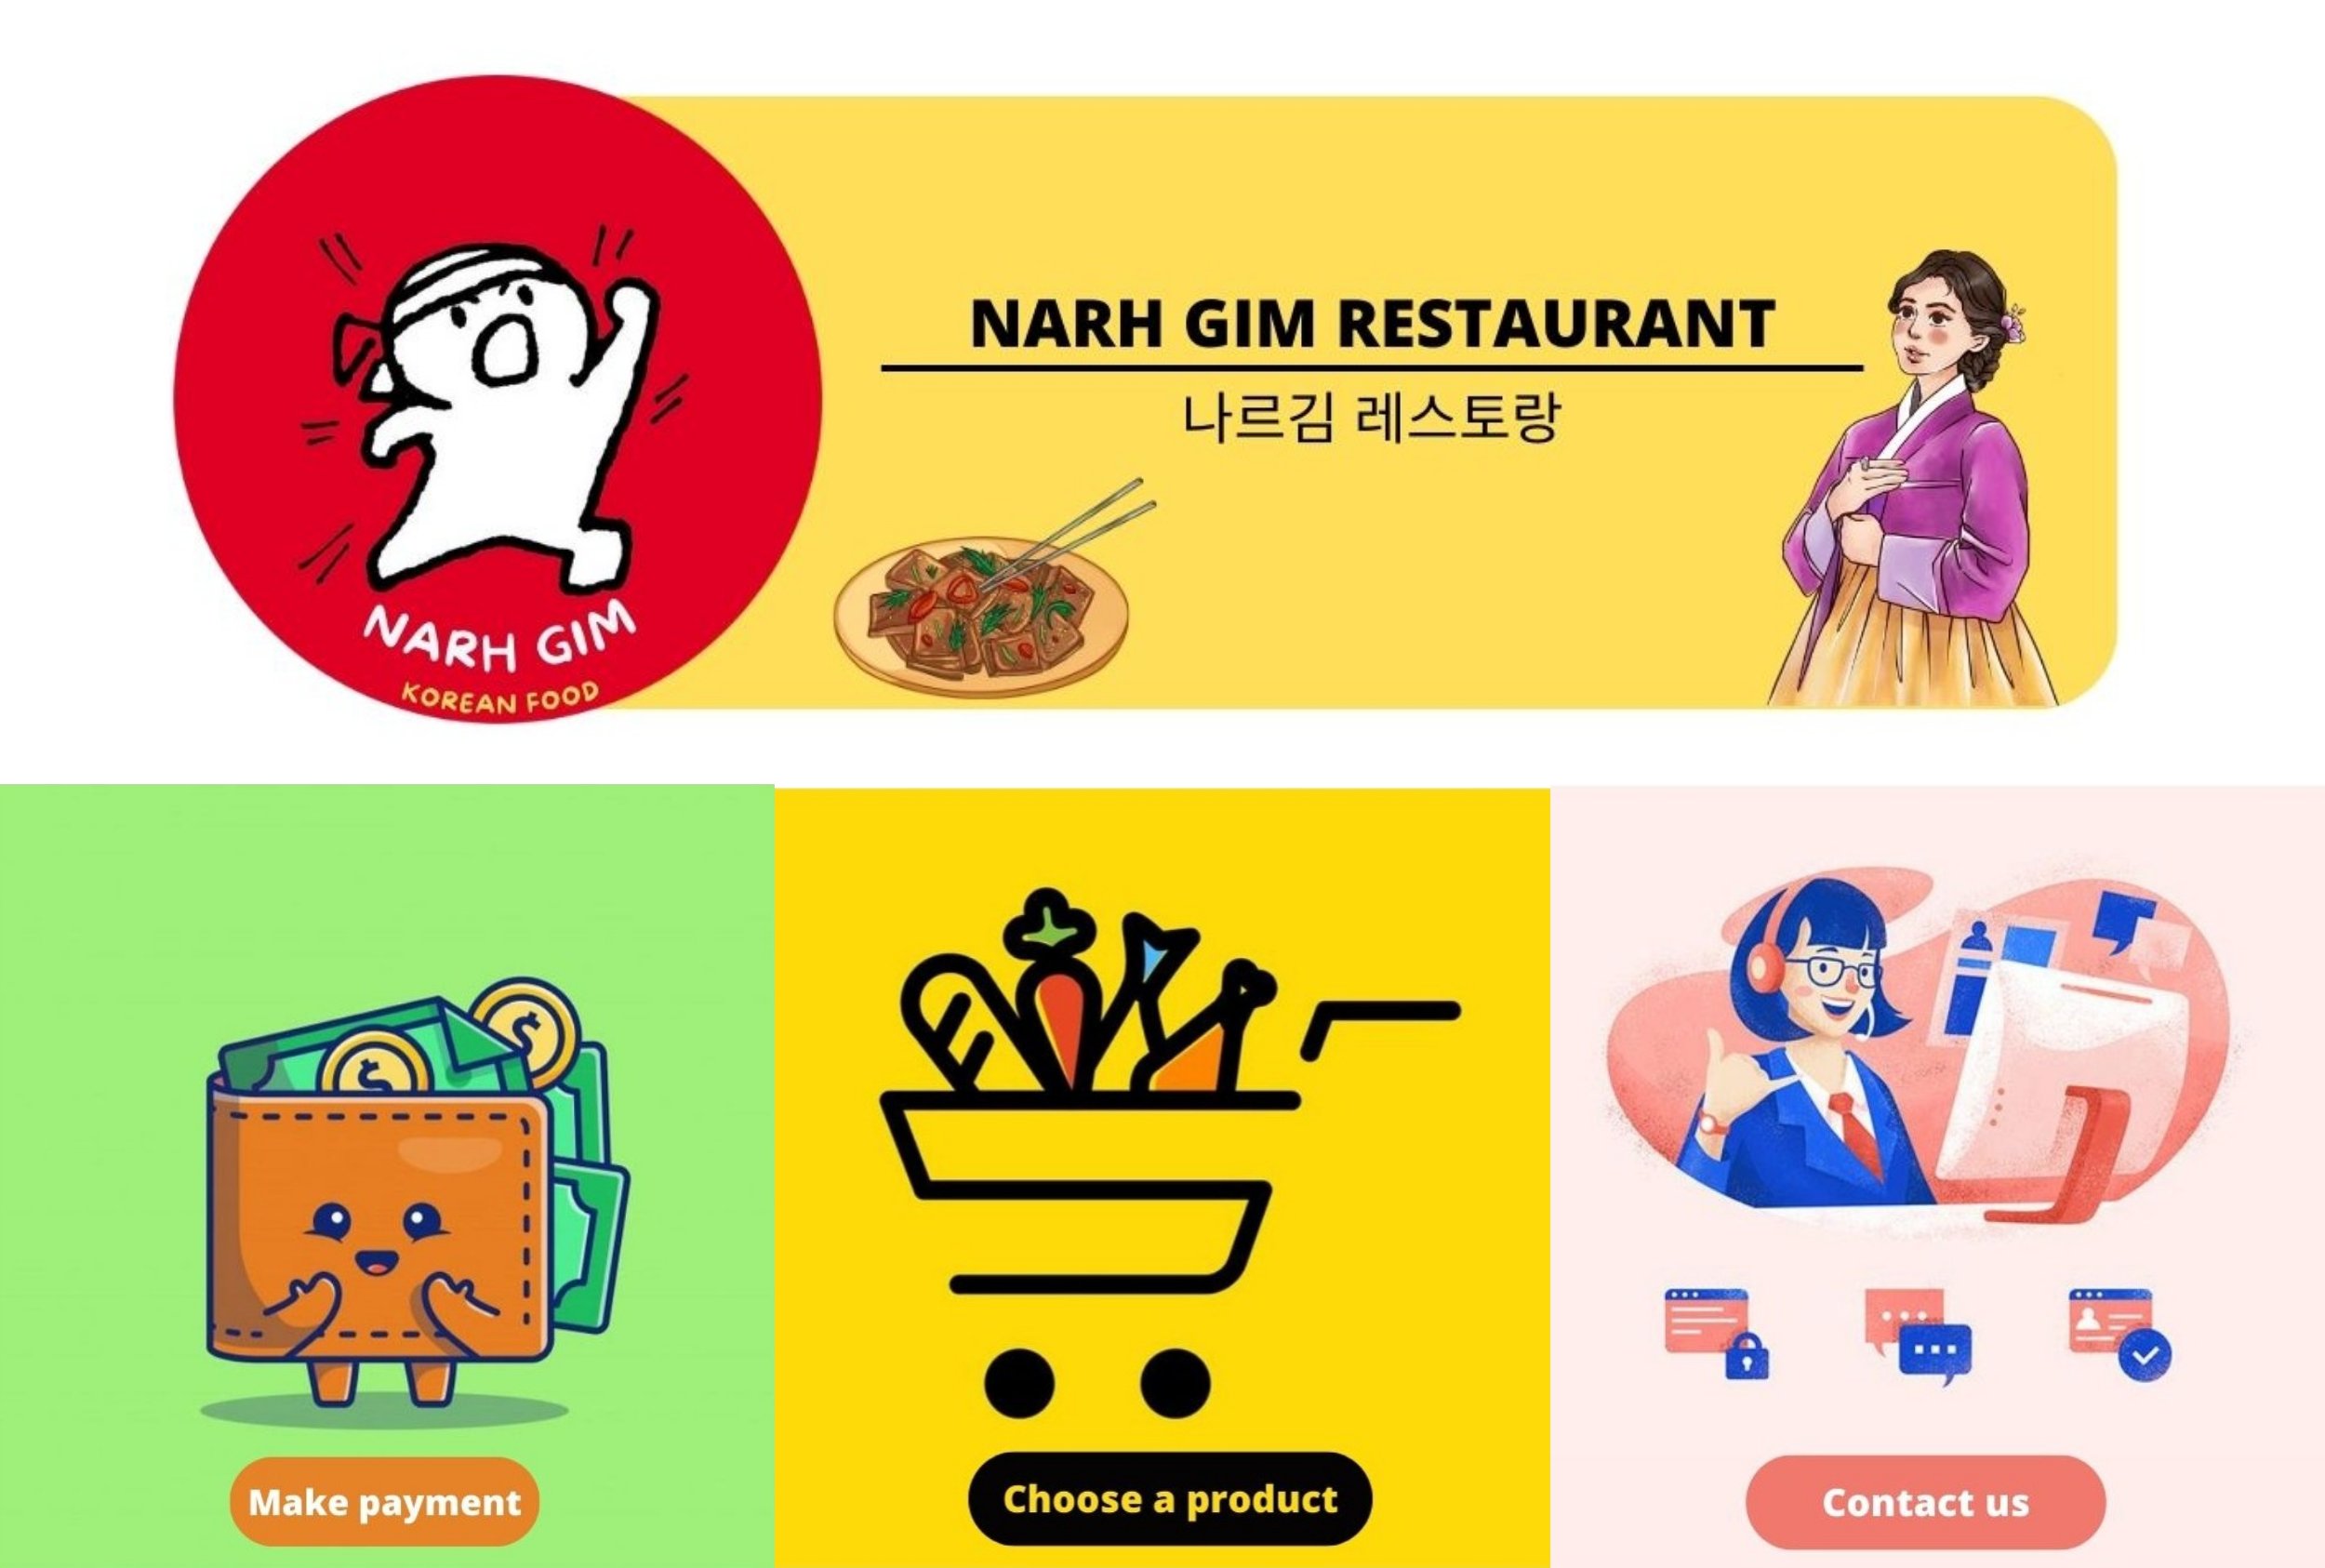 NARH GIM
KOREAN FOOD
NARH GIM RESTAURANT
나르김 레스토랑
Make payment
Choose a product
Contact us